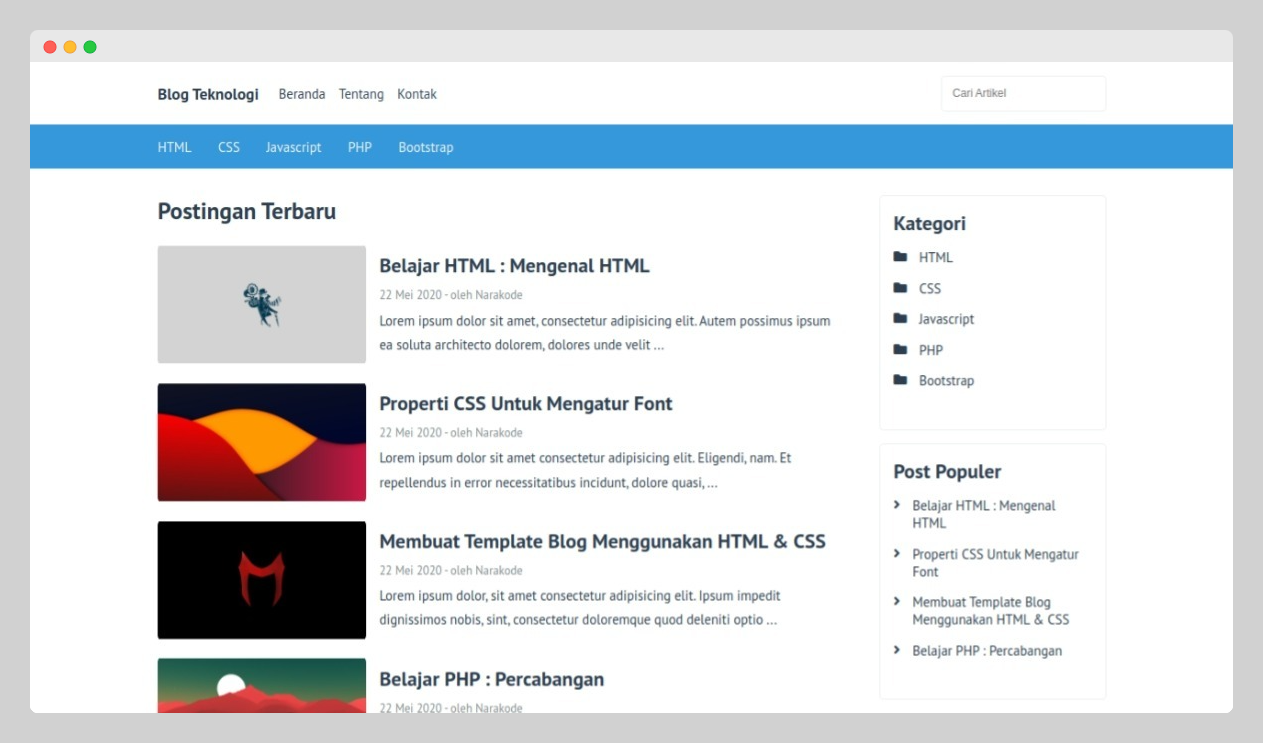 Blog Teknologi Beranda Tentang Kontak Cari Artikel
HTML CSS Javascript PHP Bootstrap
Postingan Terbaru
Belajar HTML : Mengenal HTML
22 Mei 2020 - oleh Narakode
Lorem ipsum dolor sit amet, consectetur adipisicing elit. Autem possimus ipsum
ea soluta architecto dolorem, dolores unde velit ...
Properti CSS Untuk Mengatur Font
22 Mei 2020 - oleh Narakode
Lorem ipsum dolor sit amet consectetur adipisicing elit. Eligendi, nam. Et
repellendus in error necessitatibus incidunt, dolore quasi, ...
Membuat Template Blog Menggunakan HTML & CSS
22 Mei 2020 - oleh Narakode
Lorem ipsum dolor, sit amet consectetur adipisicing elit. Ipsum impedit
dignissimos nobis, sint, consectetur doloremque quod deleniti optio ...
Belajar PHP : Percabangan
22 Mei 2020 - oleh Narakode
Kategori
HTML
CSS
Javascript
PHP
Bootstrap
Post Populer
Belajar HTML : Mengenal
HTML
Properti CSS Untuk Mengatur
Font
Membuat Template Blog
Menggunakan HTML & CSS
Belajar PHP : Percabangan